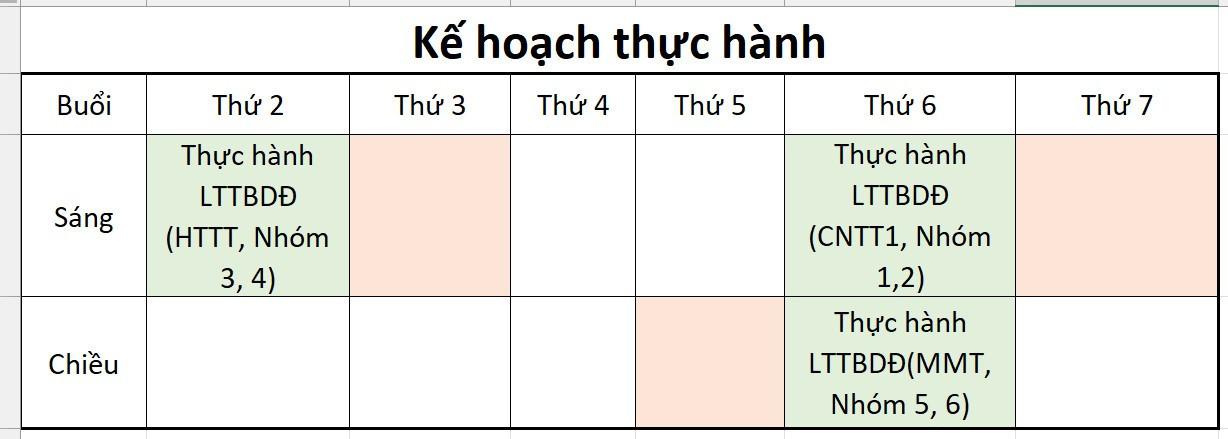 Kế hoạch thực hành
Buổi Thứ 2 Thứ 3 Thứ 4 Thứ 5 Thứ 6 Thứ 7
Sáng
Thực hành
LTTBDĐ
(HTTT, Nhóm
3, 4)
Thực hành
LTTBDĐ
(CNTT1, Nhóm
1,2)
Chiều
Thực hành
LTTBDĐ(MMT,
Nhóm 5, 6)